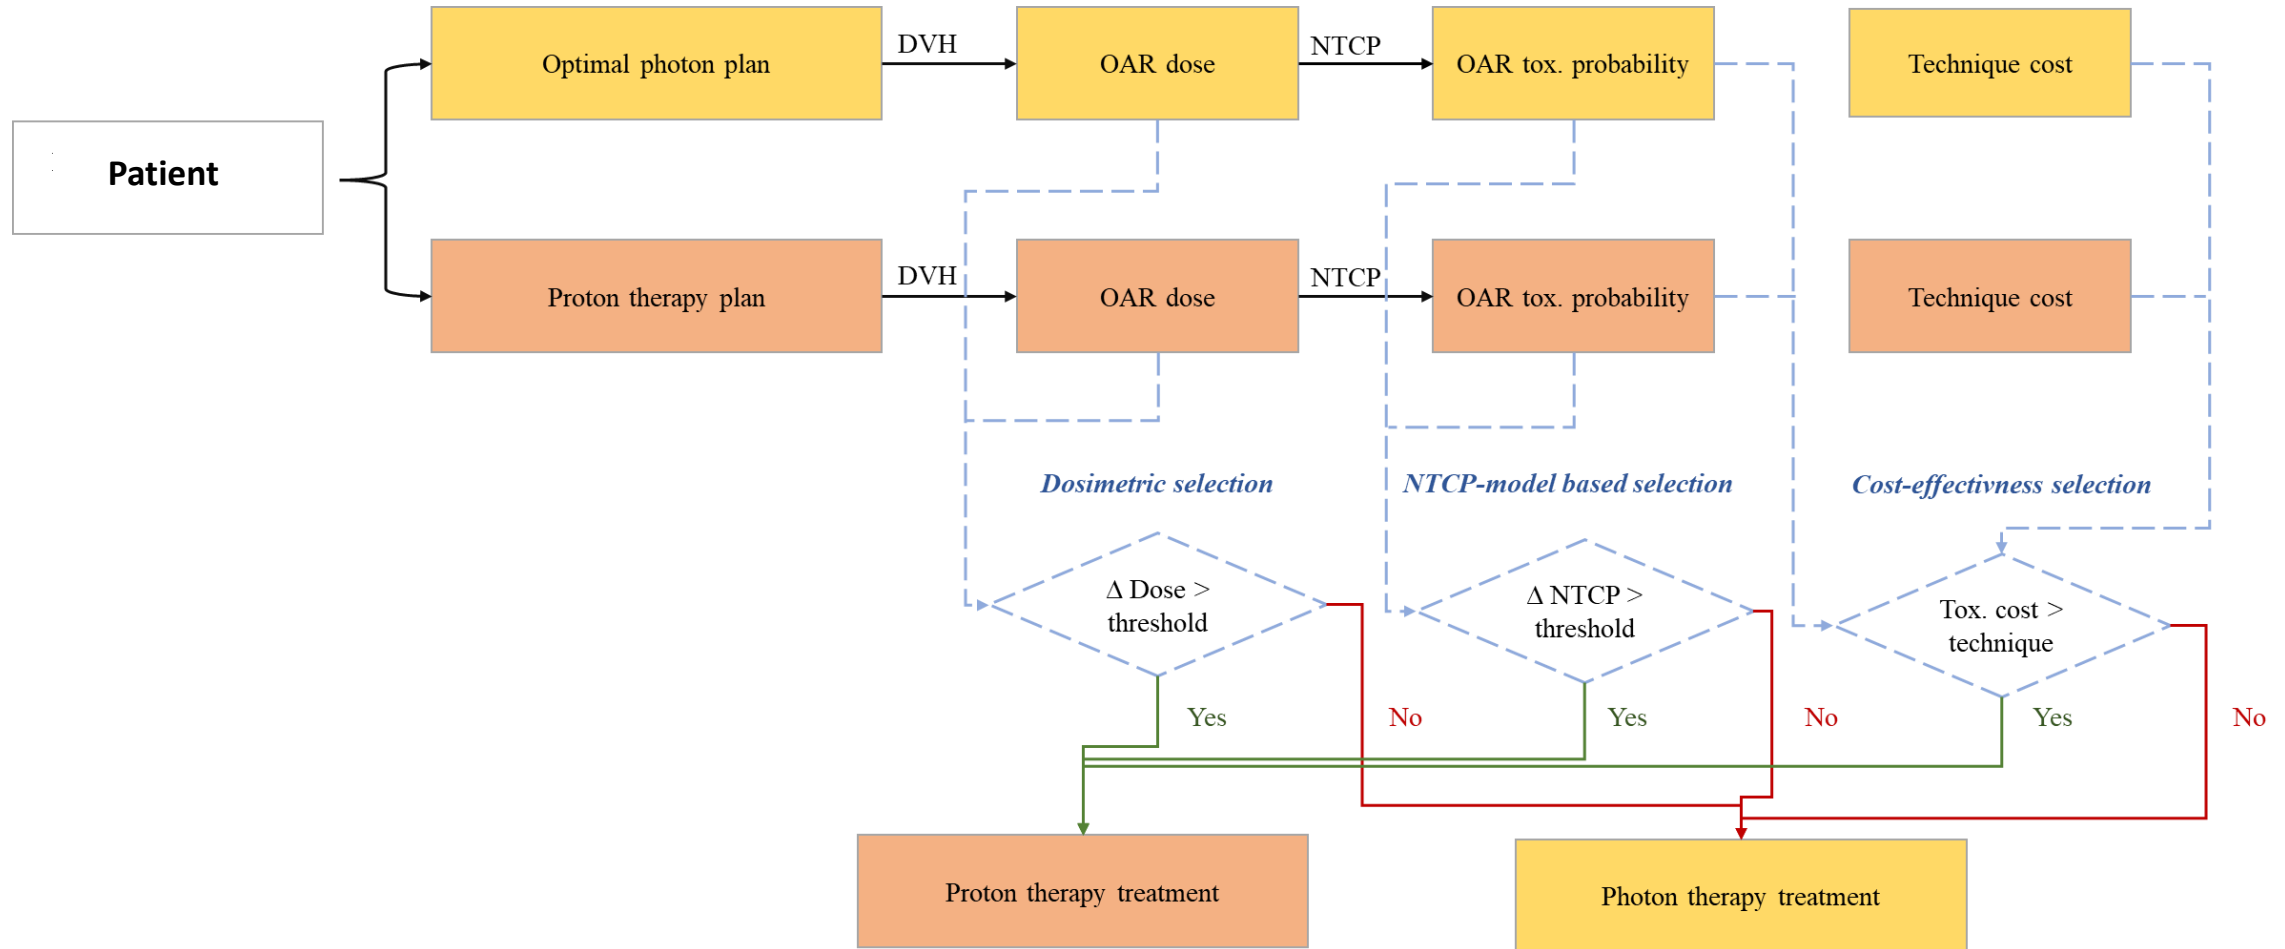 DVH
NTCP
Optimal photon plan
OAR dose
OAR tox. probability
Technique cost
Patient
DVH
NTCP
Proton therapy plan
OAR dose
OAR tox. probability
Technique cost
Dosimetric selection
NTCP-model based selection
Cost-effectivness selection
Δ Dose >
threshold
Δ NTCP >
threshold
Tox. cost >
technique
Yes
No
Yes
No
Yes
No
Proton therapy treatment
Photon therapy treatment